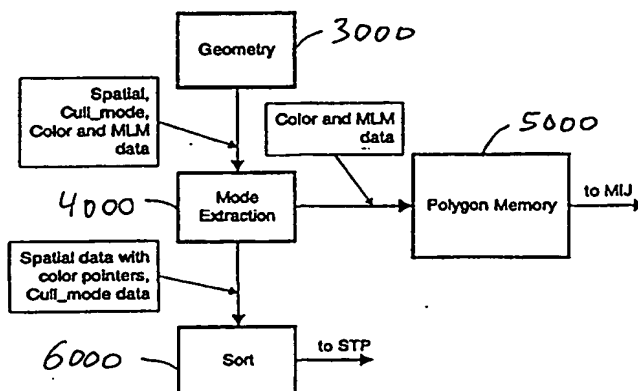 Geometry
3000
Spatial,
Cull_mode,
Color and MLM
data
Color and MLM
data
5000
4000
Mode
Extraction
Polygon Memory
to MIJ
Spatial data with
color pointers,
Cull_mode data
6000
Sort
to STP